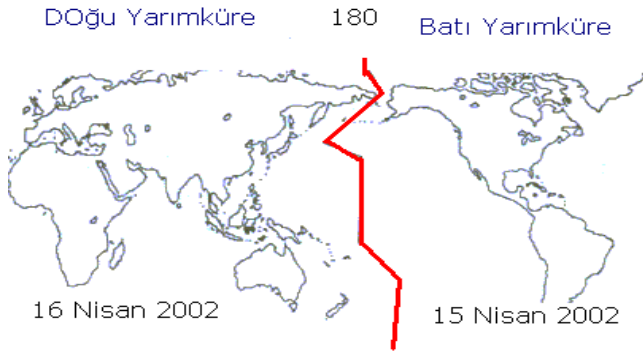 DOğu Yarımküre
180
Batı Yarımküre
16 Nisan 2002
15 Nisan 2002